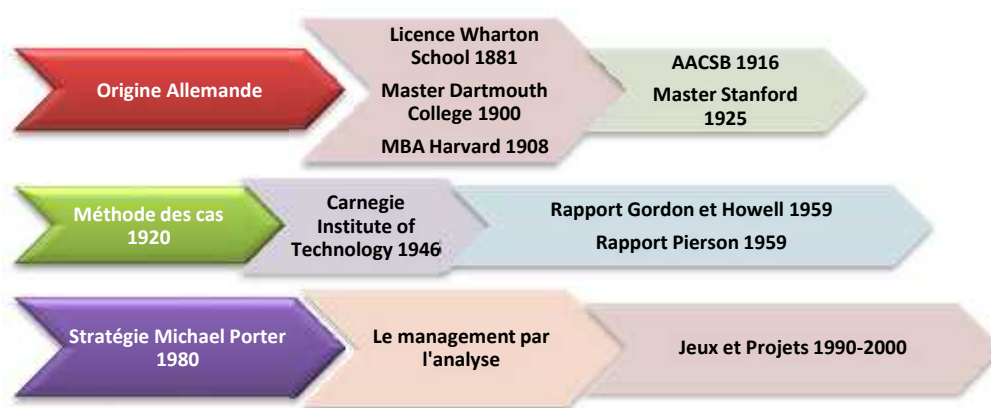 Origine Allemande
Licence Wharton
School 1881
Master Dartmouth
College 1900
MBA Harvard 1908
AACSB 1916
Master Stanford
1925
Méthode des cas
1920
Carnegie
Institute of
Technology 1946
Rapport Gordon et Howell 1959
Rapport Pierson 1959
Stratégie Michael Porter
1980
Le management par
l'analyse
Jeux et Projets 1990-2000